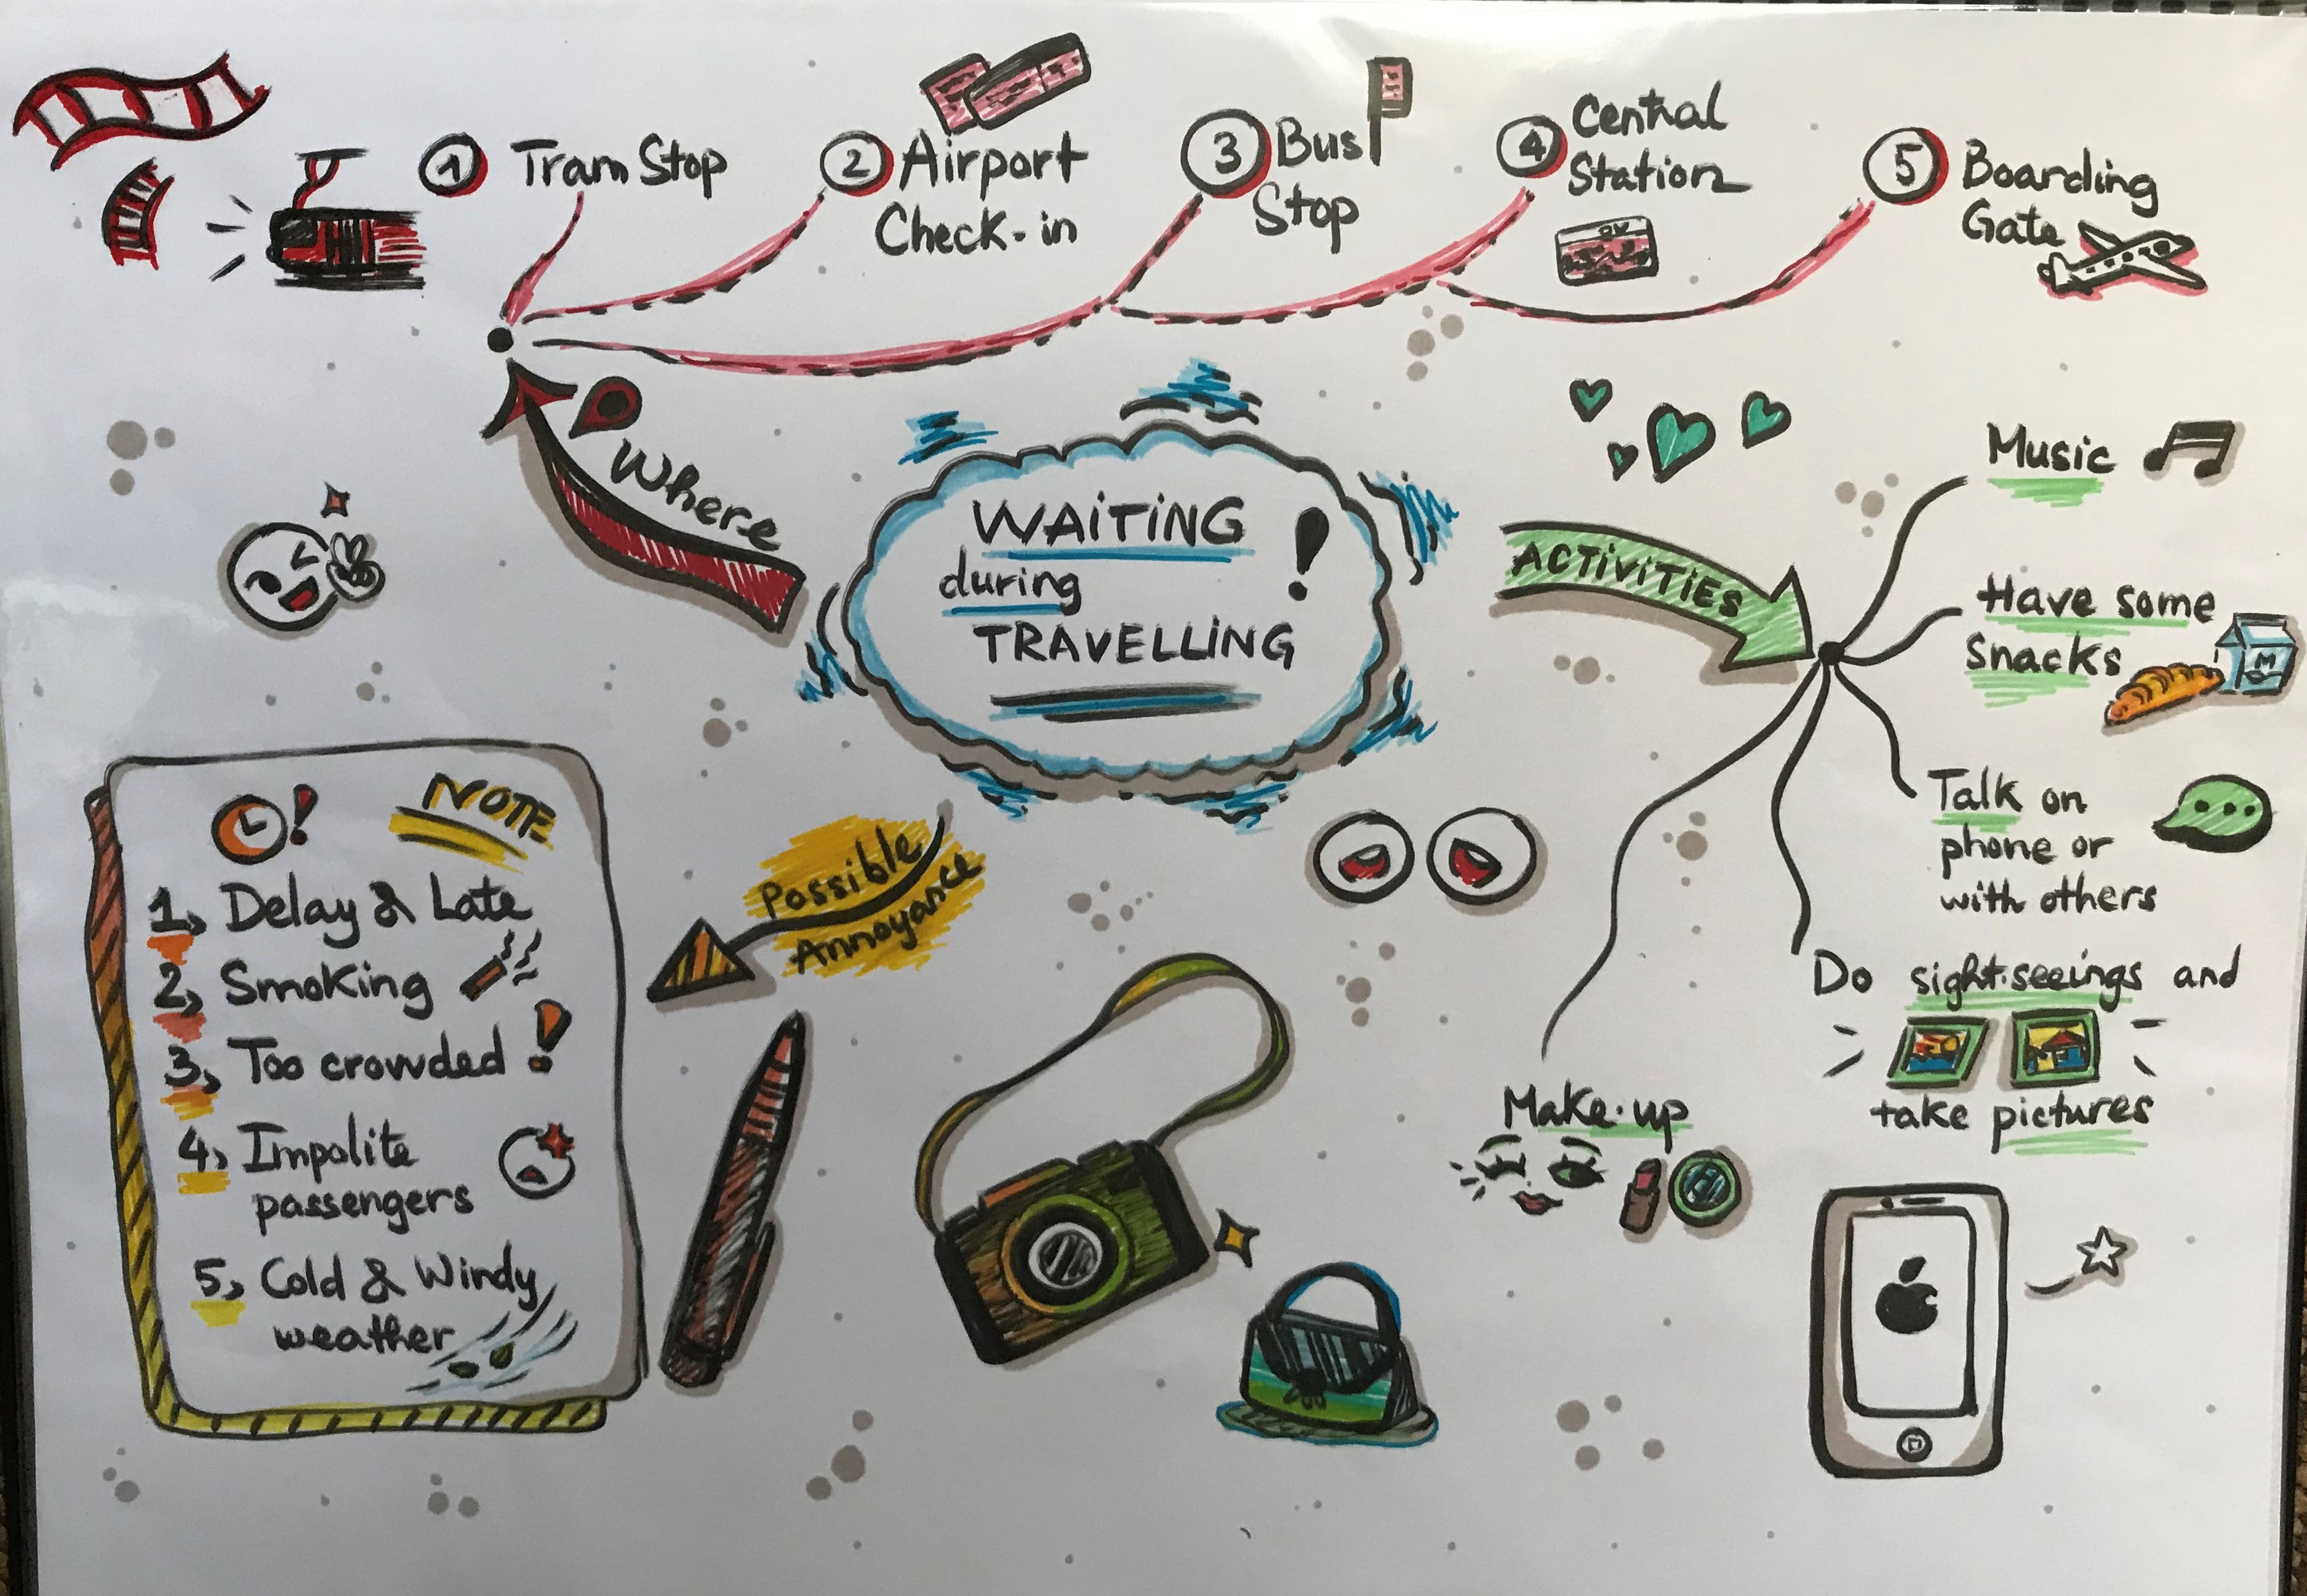 1 Tram Stop
2 Airport
Check-in
3 Bus
Stop
4 Central
Station
5 Boarding
Gate
Where
WAITING
during
TRAVELLING
!
ACTIVITIES
Music
Have some
snacks
M
Talk on
phone or
with others
Do sight-seeings and
take pictures
Make-up
Possible
Annoyance
NOTE
1, Delay & Late
2, Smoking
3, Too crowded !
4, Impolite
passengers
5, Cold & Windy
weather